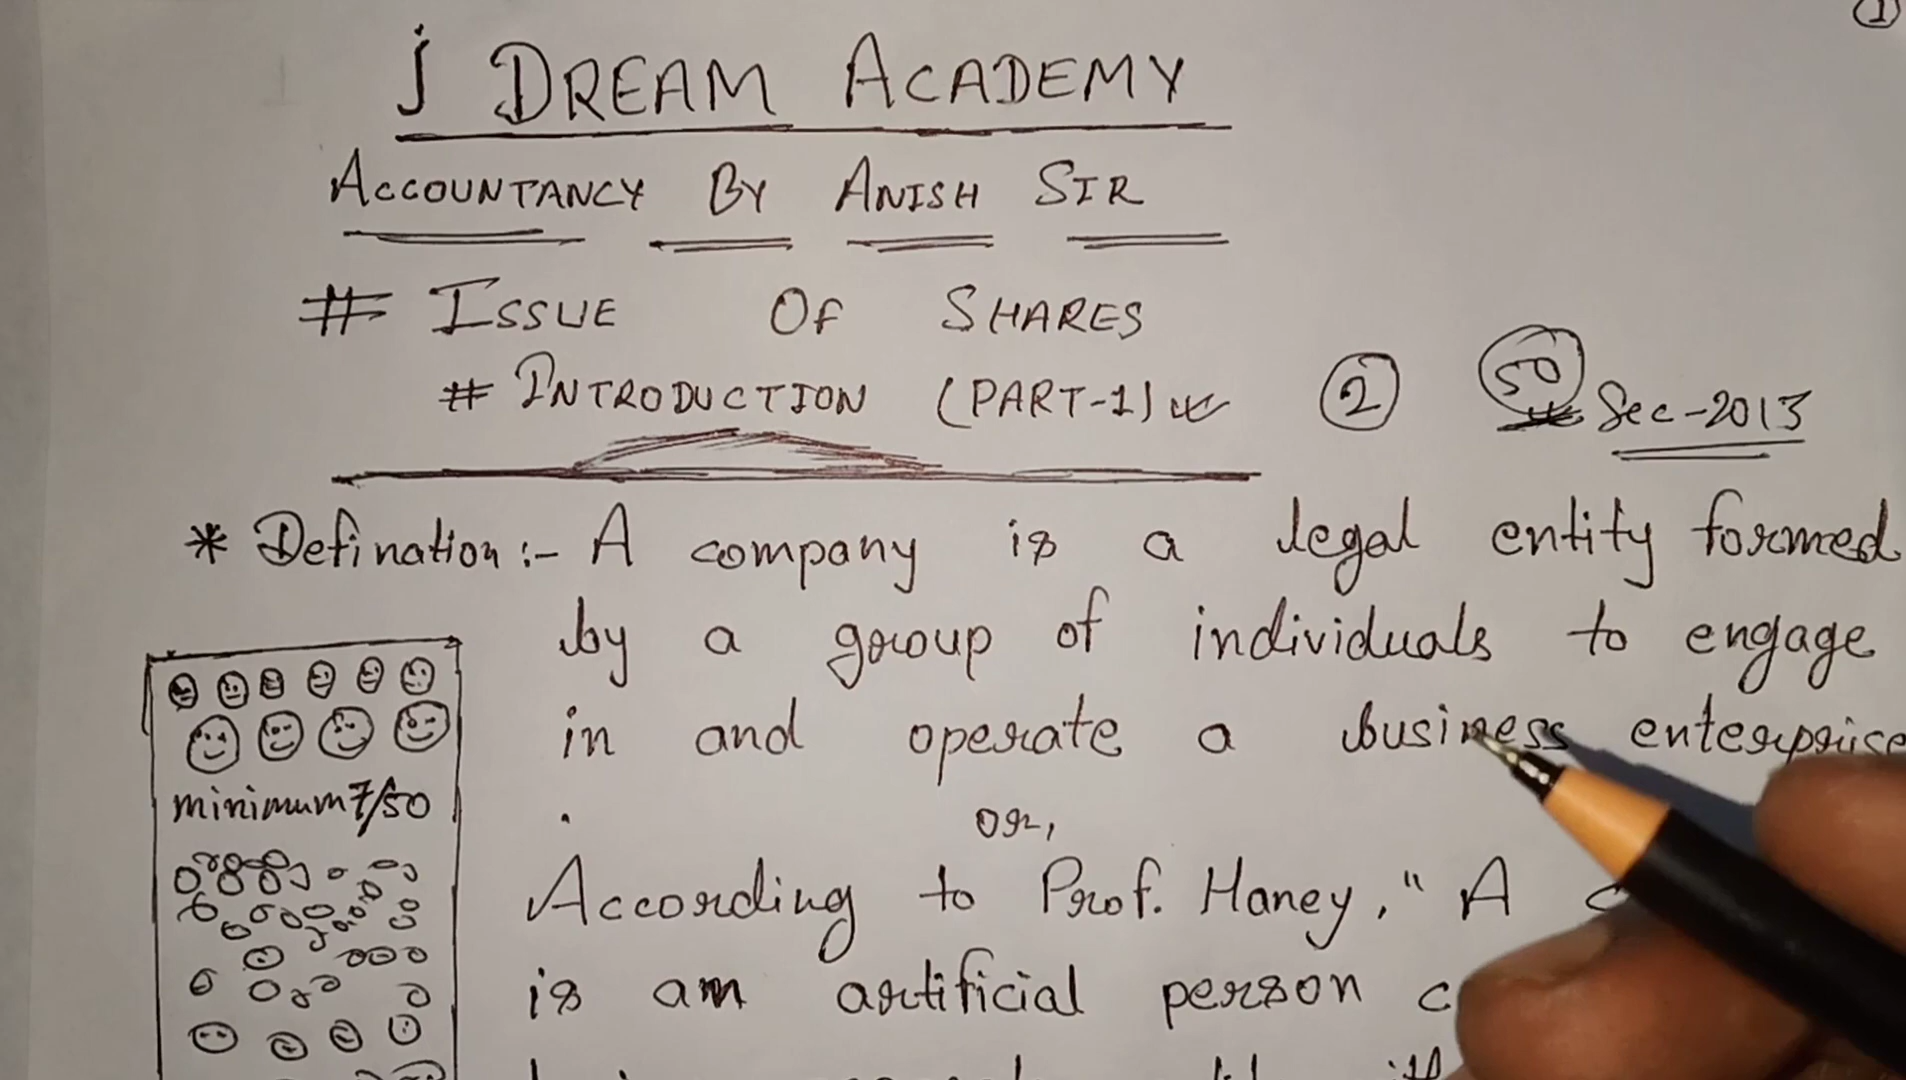 1
j DREAM ACADEMY
ACCOUNTANCY BY ANISH SIR
# ISSUE OF SHARES
# INTRODUCTION (PART-1)
2
50 Sec-2013
* Defination :- A company is a legal entity formed
by a group of individuals to engage
in and operate a business enterprise
.
or,
minimum 7/50
According to Prof. Haney, " A
is am artificial person